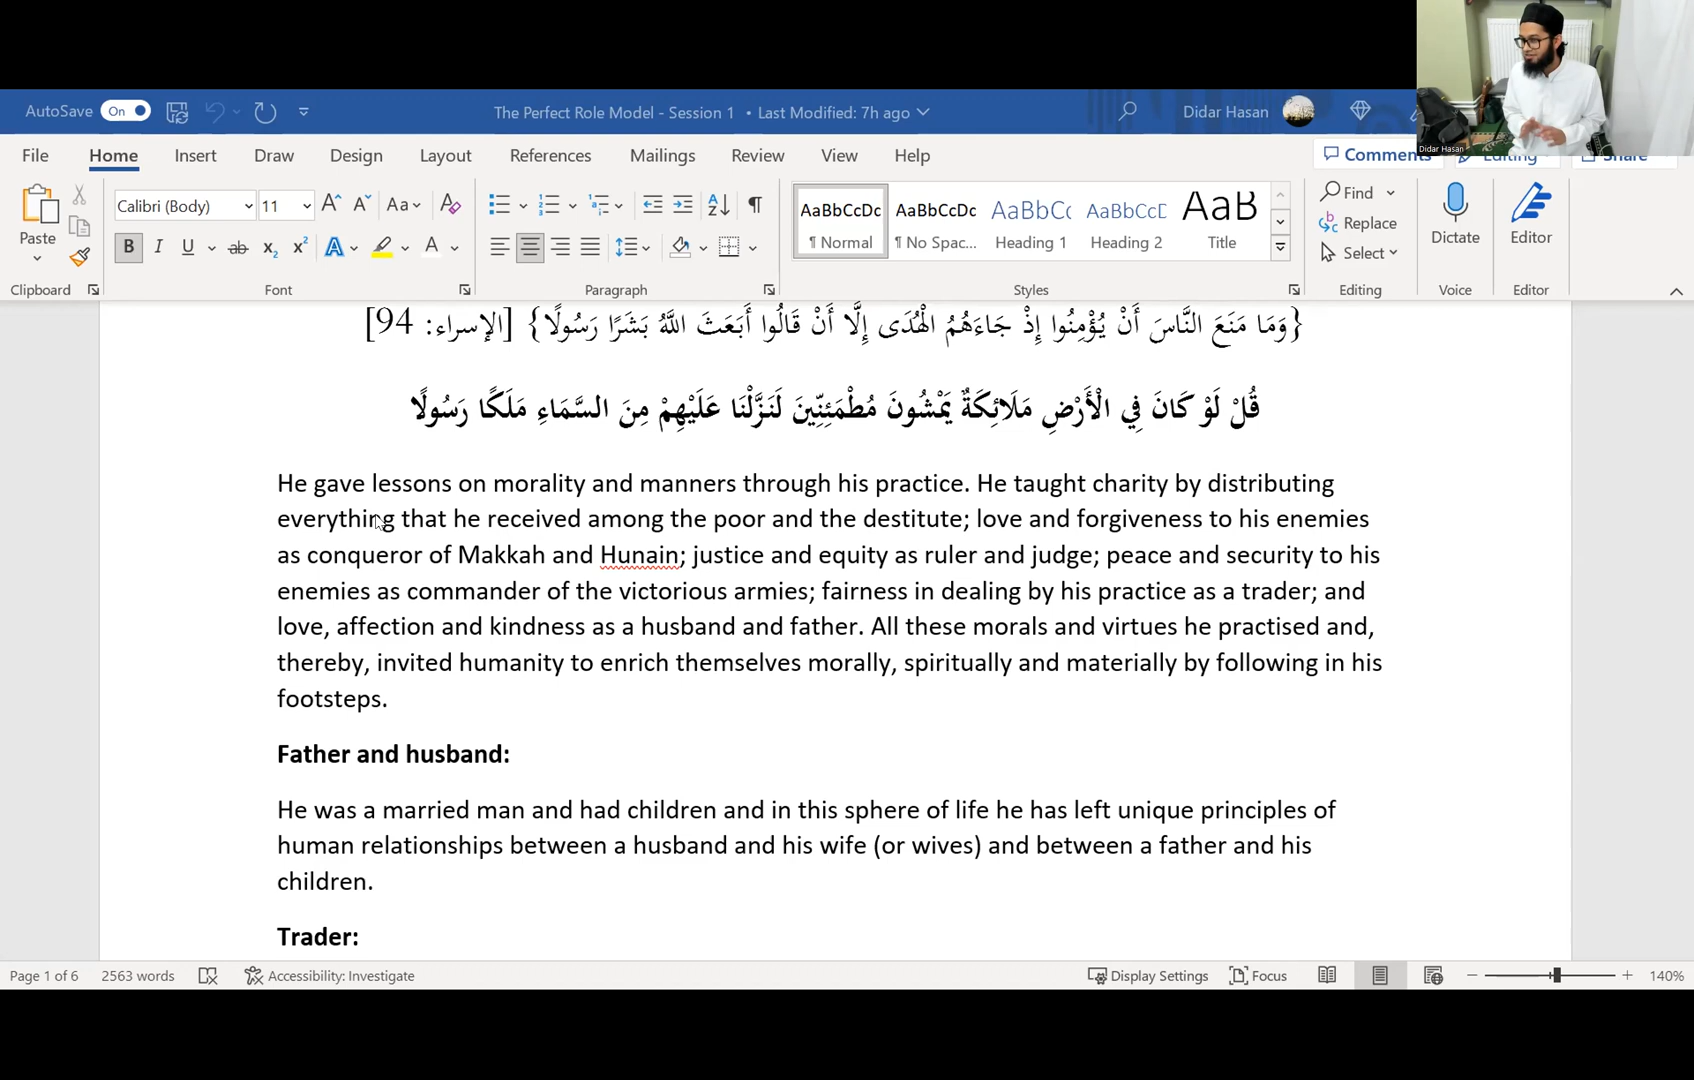 AutoSave On The Perfect Role Model - Session 1 • Last Modified: 7h ago Didar Hasan
Didar Hasan
File Home Insert Draw Design Layout References Mailings Review View Help Comments Editing Share
Paste
Clipboard
Calibri (Body) 11
Font
Paragraph
AaBbCcDc AaBbCcDc AaBbCc AaBbCcD AaB
¶ Normal ¶ No Spac... Heading 1 Heading 2 Title
Styles
Find
Replace
Select
Editing
Dictate
Voice
Editor
Editor
{وَمَا مَنَعَ النَّاسَ أَنْ يُؤْمِنُوا إِذْ جَاءَهُمُ الْهُدَى إِلَّا أَنْ قَالُوا أَبَعَثَ اللَّهُ بَشَرًا رَسُولًا} [الإسراء: 94]
قُلْ لَوْ كَانَ فِي الْأَرْضِ مَلَائِكَةٌ يَمْشُونَ مُطْمَئِنِّينَ لَنَزَّلْنَا عَلَيْهِمْ مِنَ السَّمَاءِ مَلَكًا رَسُولًا
He gave lessons on morality and manners through his practice. He taught charity by distributing
everything that he received among the poor and the destitute; love and forgiveness to his enemies
as conqueror of Makkah and Hunain; justice and equity as ruler and judge; peace and security to his
enemies as commander of the victorious armies; fairness in dealing by his practice as a trader; and
love, affection and kindness as a husband and father. All these morals and virtues he practised and,
thereby, invited humanity to enrich themselves morally, spiritually and materially by following in his
footsteps.
Father and husband:
He was a married man and had children and in this sphere of life he has left unique principles of
human relationships between a husband and his wife (or wives) and between a father and his
children.
Trader:
Page 1 of 6 2563 words Accessibility: Investigate Display Settings Focus 140%